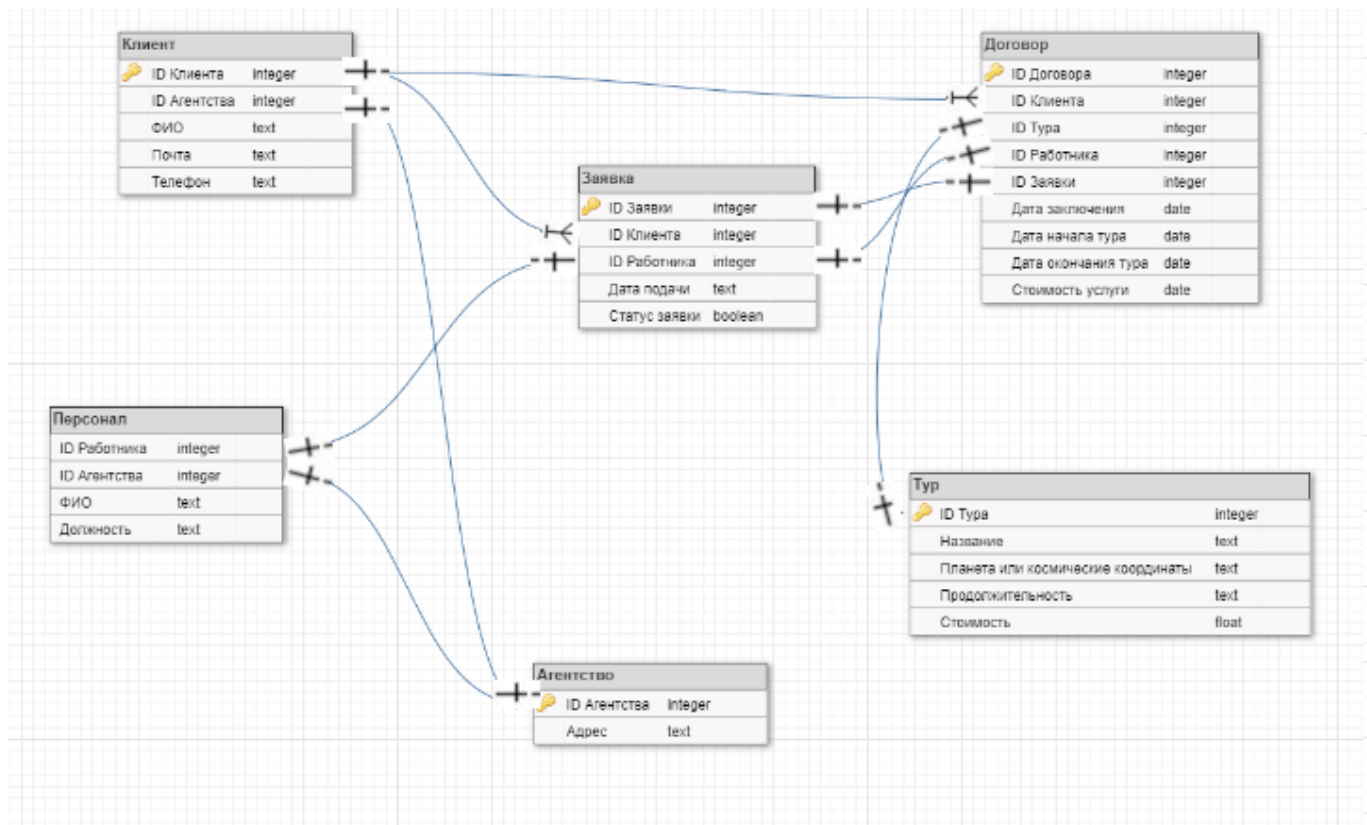 Клиент
ID Клиента integer
ID Агентства integer
ФИО text
Почта text
Телефон text
Договор
ID Договора integer
ID Клиента integer
ID Тура integer
ID Работника integer
ID Заявки integer
Дата заключения date
Дата начала тура date
Дата окончания тура date
Стоимость услуги date
Заявка
ID Заявки integer
ID Клиента integer
ID Работника integer
Дата подачи text
Статус заявки boolean
Персонал
ID Работника integer
ID Агентства integer
ФИО text
Должность text
Тур
ID Тура integer
Название text
Планета или космические координаты text
Продолжительность text
Стоимость float
Агентство
ID Агентства integer
Адрес text